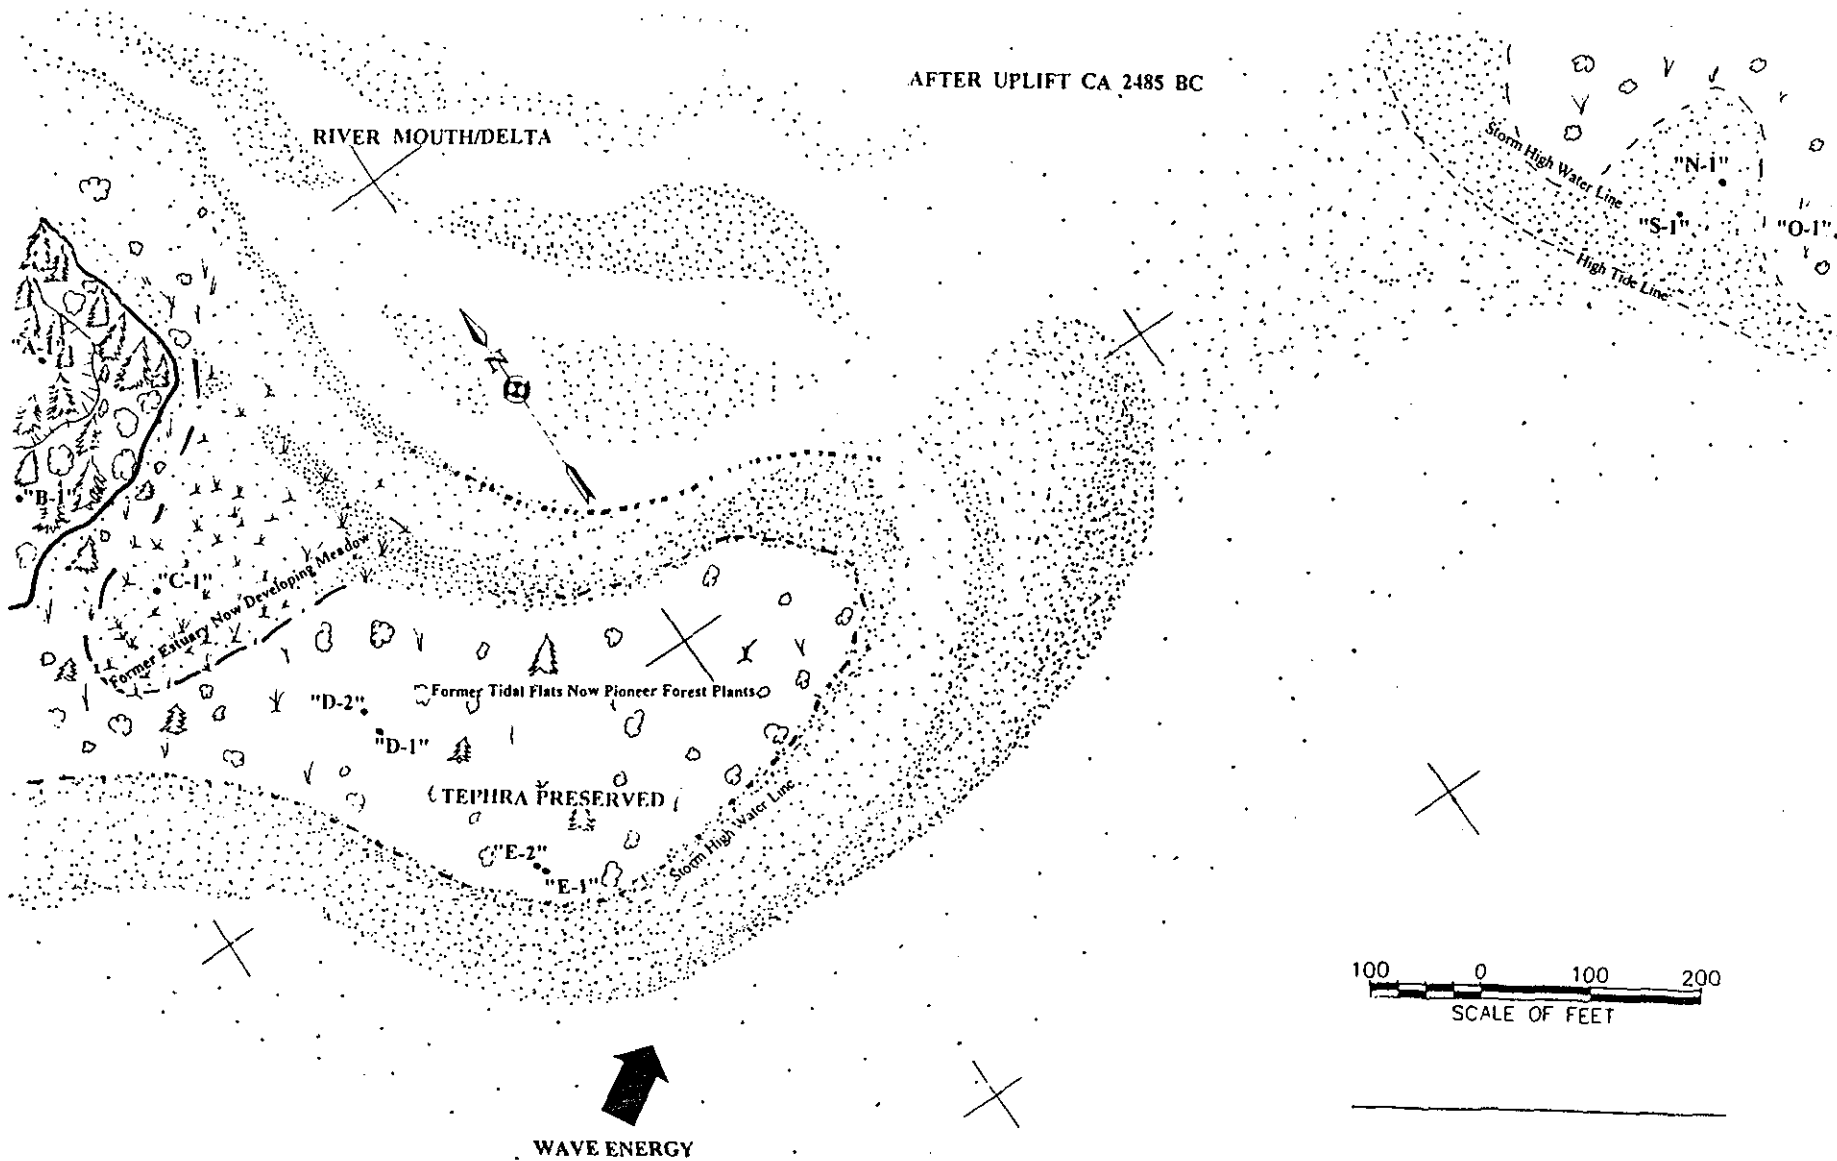 AFTER UPLIFT CA 2485 BC
RIVER MOUTH/DELTA
Storm High Water Line
"N-1"
"S-1"
"O-1"
High Tide Line
N
"B-1"
"C-1"
Former Estuary Now Developing Meadow
"D-2"
Former Tidal Flats Now Pioneer Forest Plants
"D-1"
TEPHRA PRESERVED
Storm High Water Line
"E-2"
"E-1"
100 0 100 200
SCALE OF FEET
WAVE ENERGY